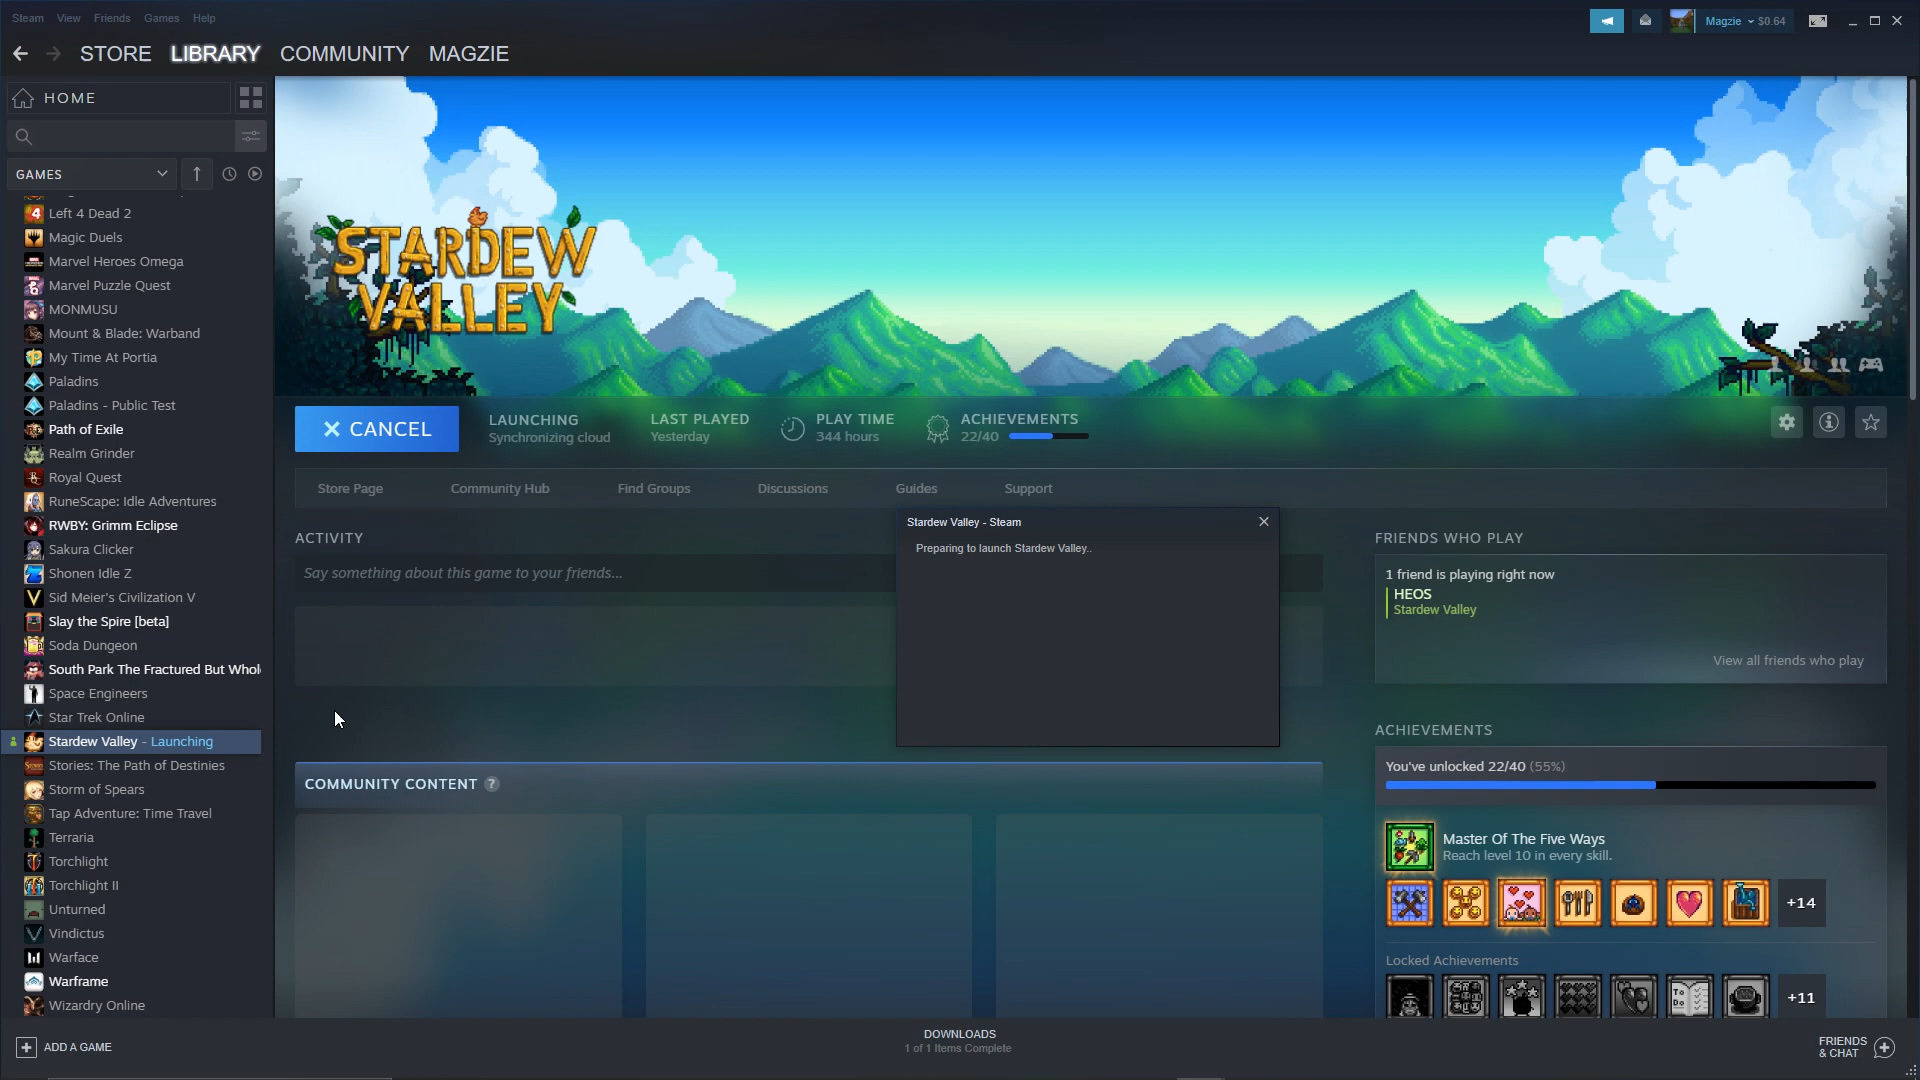 Steam View Friends Games Help
Magzie $0.64
STORE LIBRARY COMMUNITY MAGZIE
HOME
GAMES
Left 4 Dead 2
Magic Duels
Marvel Heroes Omega
Marvel Puzzle Quest
MONMUSU
Mount & Blade: Warband
My Time At Portia
Paladins
Paladins - Public Test
Path of Exile
Realm Grinder
Royal Quest
RuneScape: Idle Adventures
RWBY: Grimm Eclipse
Sakura Clicker
Shonen Idle Z
Sid Meier's Civilization V
Slay the Spire [beta]
Soda Dungeon
South Park The Fractured But Whol
Space Engineers
Star Trek Online
Stardew Valley - Launching
Stories: The Path of Destinies
Storm of Spears
Tap Adventure: Time Travel
Terraria
Torchlight
Torchlight II
Unturned
Vindictus
Warface
Warframe
Wizardry Online
STARDEW
VALLEY
CANCEL
LAUNCHING
Synchronizing cloud
LAST PLAYED
Yesterday
PLAY TIME
344 hours
ACHIEVEMENTS
22/40
Store Page Community Hub Find Groups Discussions Guides Support
ACTIVITY
Say something about this game to your friends...
Stardew Valley - Steam
Preparing to launch Stardew Valley..
COMMUNITY CONTENT ?
FRIENDS WHO PLAY
1 friend is playing right now
HEOS
Stardew Valley
View all friends who play
ACHIEVEMENTS
You've unlocked 22/40 (55%)
Master Of The Five Ways
Reach level 10 in every skill.
+14
Locked Achievements
To
Do
+11
ADD A GAME
DOWNLOADS
1 of 1 Items Complete
FRIENDS
& CHAT